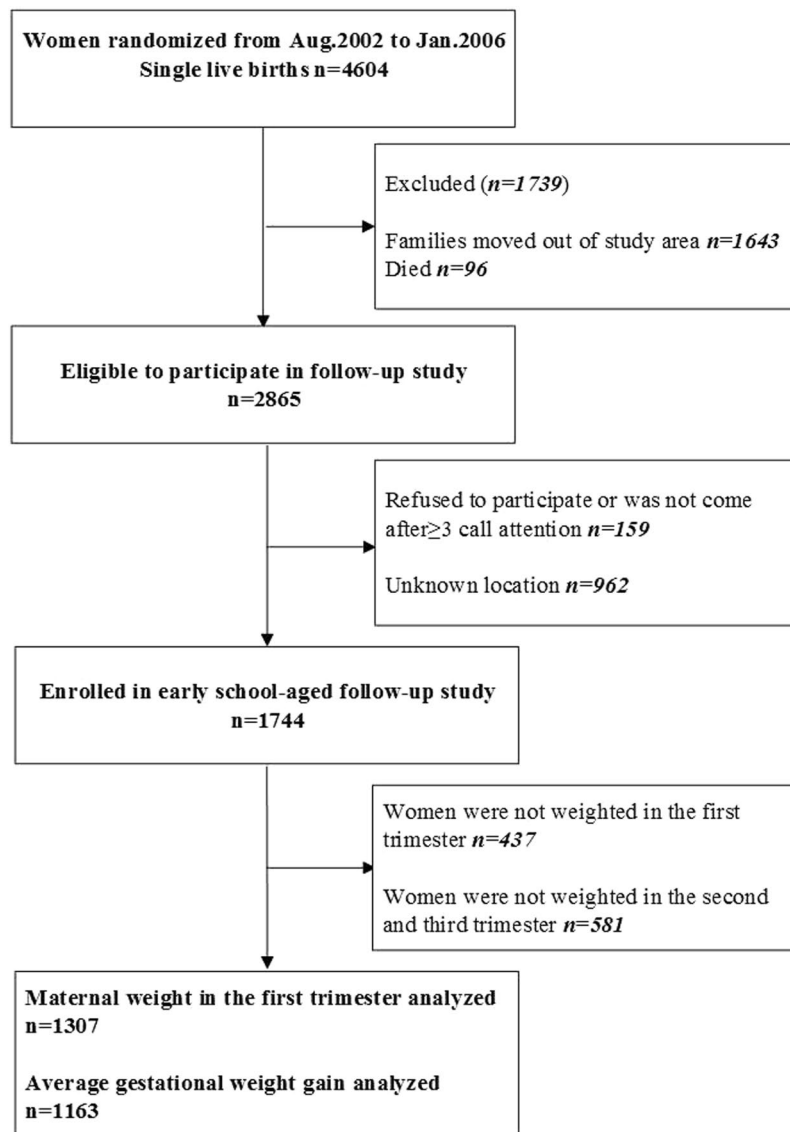 Women randomized from Aug.2002 to Jan.2006
Single live births n=4604
Excluded (n=1739)
Families moved out of study area n=1643
Died n=96
Eligible to participate in follow-up study
n=2865
Refused to participate or was not come
after≥3 call attention n=159
Unknown location n=962
Enrolled in early school-aged follow-up study
n=1744
Women were not weighted in the first
trimester n=437
Women were not weighted in the second
and third trimester n=581
Maternal weight in the first trimester analyzed
n=1307
Average gestational weight gain analyzed
n=1163